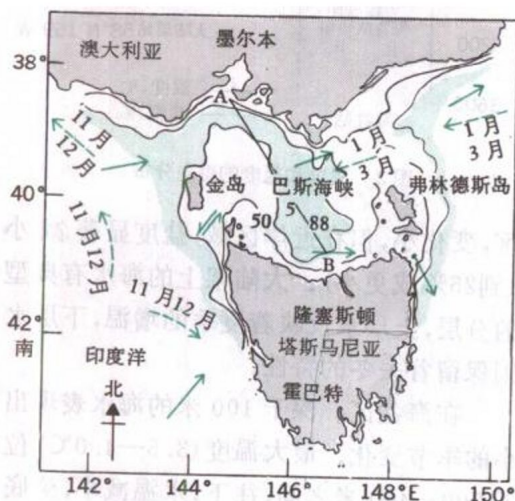 澳大利亚
墨尔本
38°
A
11月
12月
1月
3月
1月
3月
金岛
巴斯海峡
弗林德斯岛
40°
50
5
88
11月12月
B
11月12月
隆塞斯顿
42°
塔斯马尼亚
南
印度洋
霍巴特
北
142°
144°
146°
148°E
150°